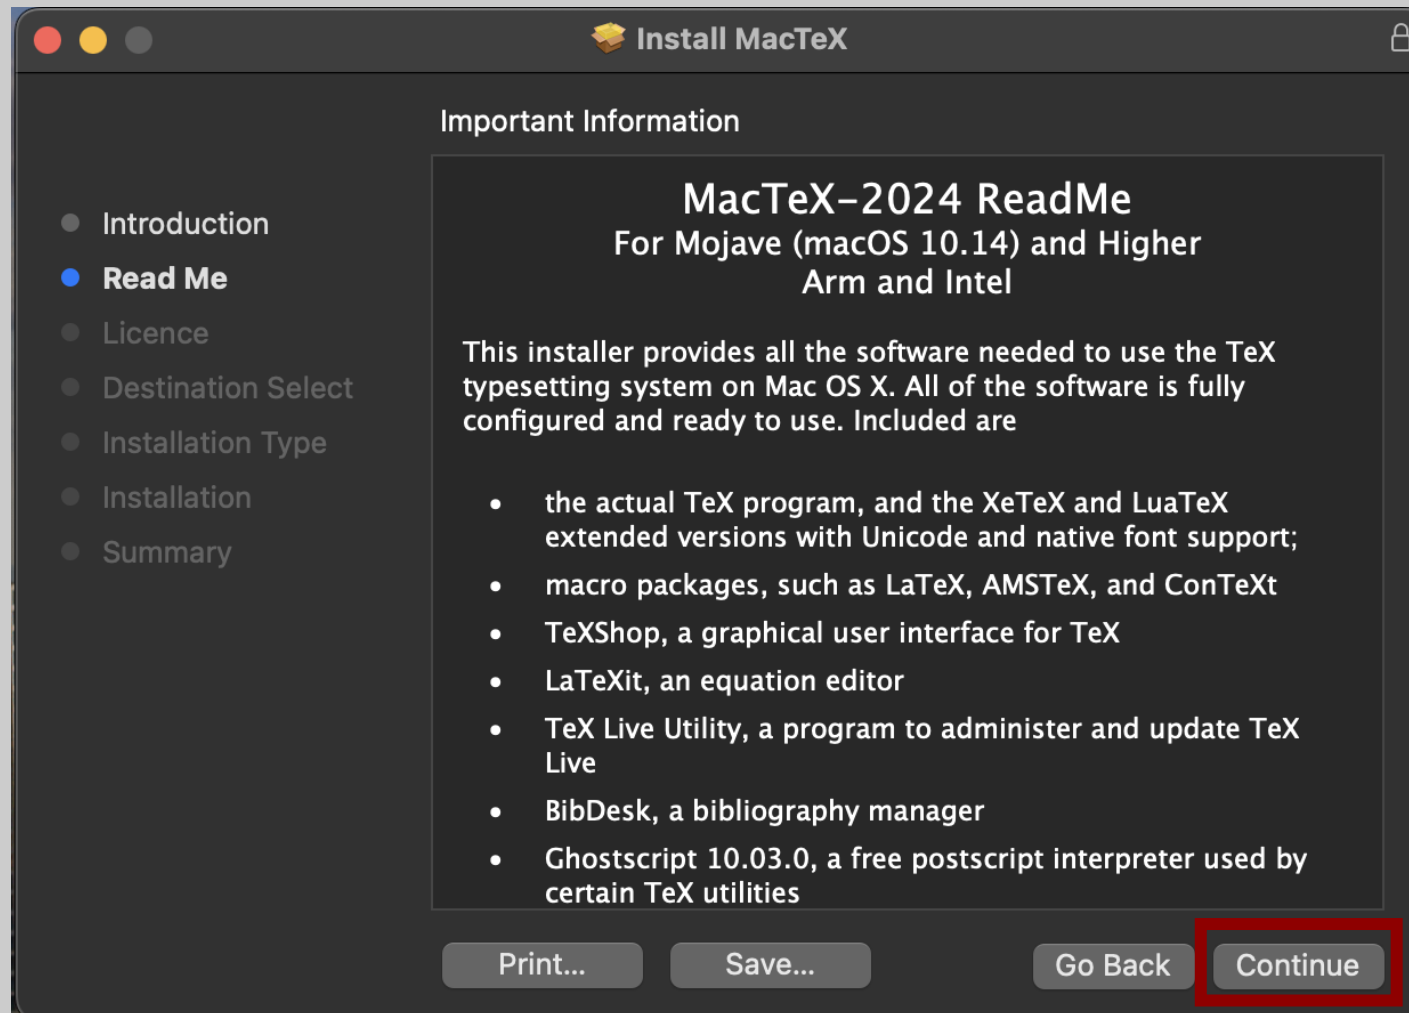 Install MacTeX
Important Information
Introduction
Read Me
Licence
Destination Select
Installation Type
Installation
Summary
MacTeX-2024 ReadMe
For Mojave (macOS 10.14) and Higher
Arm and Intel
This installer provides all the software needed to use the TeX
typesetting system on Mac OS X. All of the software is fully
configured and ready to use. Included are
• the actual TeX program, and the XeTeX and LuaTeX
extended versions with Unicode and native font support;
• macro packages, such as LaTeX, AMSTeX, and ConTeXt
• TeXShop, a graphical user interface for TeX
• LaTeXit, an equation editor
• TeX Live Utility, a program to administer and update TeX
Live
• BibDesk, a bibliography manager
• Ghostscript 10.03.0, a free postscript interpreter used by
certain TeX utilities
Print...
Save...
Go Back
Continue